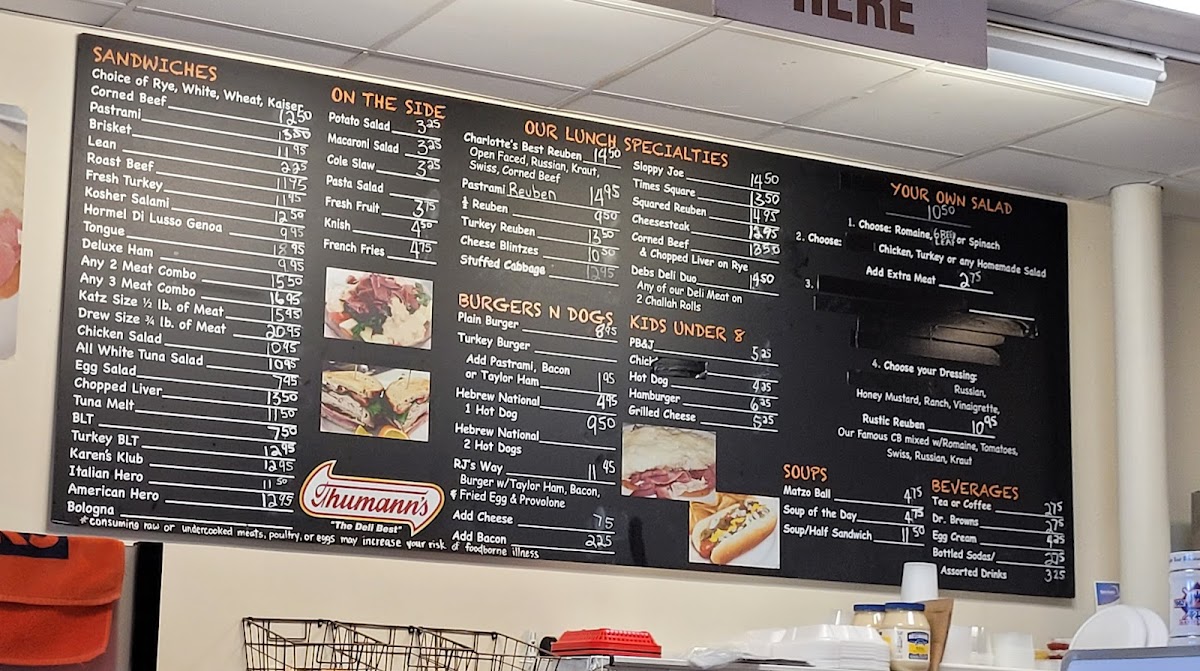 HERE
SANDWICHES
Choice of Rye, White, Wheat, Kaiser
Corned Beef 12.50
Pastrami 13.50
Brisket 11.95
Lean 2.25
Roast Beef 11.95
Fresh Turkey 11.95
Kosher Salami 12.50
Hormel Di Lusso Genoa 9.95
Tongue 18.95
Deluxe Ham 9.95
Any 2 Meat Combo 15.50
Any 3 Meat Combo 16.95
Katz Size ½ lb. of Meat 15.95
Drew Size ¾ lb. of Meat 20.95
Chicken Salad 10.95
All White Tuna Salad 10.95
Egg Salad 7.95
Chopped Liver 13.50
Tuna Melt 11.50
BLT 7.50
Turkey BLT 12.95
Karen's Klub 12.95
Italian Hero 11.50
American Hero 12.95
Bologna
*consuming raw or undercooked meats, poultry, or eggs may increase your risk of foodborne illness
ON THE SIDE
Potato Salad 3.25
Macaroni Salad 3.25
Cole Slaw 3.25
Pasta Salad
Fresh Fruit 3.75
Knish 4.50
French Fries 4.75
Thumann's
"The Deli Best"
OUR LUNCH SPECIALTIES
Charlotte's Best Reuben 14.50
Open Faced, Russian, Kraut,
Swiss, Corned Beef
Pastrami Reuben 14.95
½ Reuben 9.50
Turkey Reuben 13.50
Cheese Blintzes 10.50
Stuffed Cabbage 12.95
Sloppy Joe 14.50
Times Square 13.50
Squared Reuben 14.95
Cheesesteak 12.95
Corned Beef 13.50
& Chopped Liver on Rye
Debs Deli Duo 14.50
Any of our Deli Meat on
2 Challah Rolls
BURGERS N DOGS
Plain Burger 8.95
Turkey Burger
Add Pastrami, Bacon
or Taylor Ham 1.95
Hebrew National 4.95
1 Hot Dog
Hebrew National 9.50
2 Hot Dogs
RJ's Way 11.95
Burger w/Taylor Ham, Bacon,
Fried Egg & Provolone
Add Cheese .75
Add Bacon 2.25
KIDS UNDER 8
PB&J 5.25
Chick
Hot Dog 4.35
Hamburger 6.25
Grilled Cheese 5.25
YOUR OWN SALAD
10.50
1. Choose: Romaine, GREEN LEAF or Spinach
2. Choose:
Chicken, Turkey or any Homemade Salad
Add Extra Meat 2.75
3.
4. Choose your Dressing:
Russian,
Honey Mustard, Ranch, Vinaigrette,
Rustic Reuben 10.95
Our Famous CB mixed w/Romaine, Tomatoes,
Swiss, Russian, Kraut
SOUPS
Matzo Ball 4.75
Soup of the Day 4.75
Soup/Half Sandwich 11.50
BEVERAGES
Tea or Coffee 2.75
Dr. Browns 2.75
Egg Cream 4.25
Bottled Sodas/ 2.75
Assorted Drinks 3.25